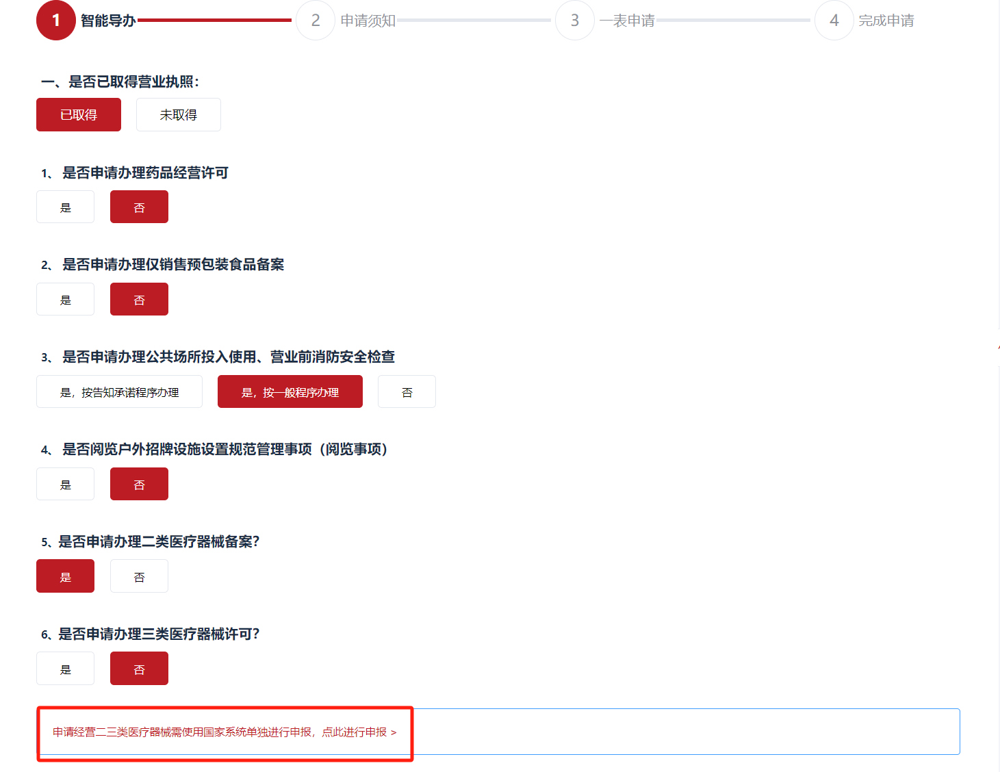 1 智能导办 2 申请须知 3 一表申请 4 完成申请
一、是否已取得营业执照：
已取得 未取得
1、 是否申请办理药品经营许可
是 否
2、 是否申请办理仅销售预包装食品备案
是 否
3、 是否申请办理公共场所投入使用、营业前消防安全检查
是，按告知承诺程序办理 是，按一般程序办理 否
4、 是否阅览户外招牌设施设置规范管理事项（阅览事项）
是 否
5、是否申请办理二类医疗器械备案？
是 否
6、是否申请办理三类医疗器械许可？
是 否
申请经营二三类医疗器械需使用国家系统单独进行申报，点此进行申报 >